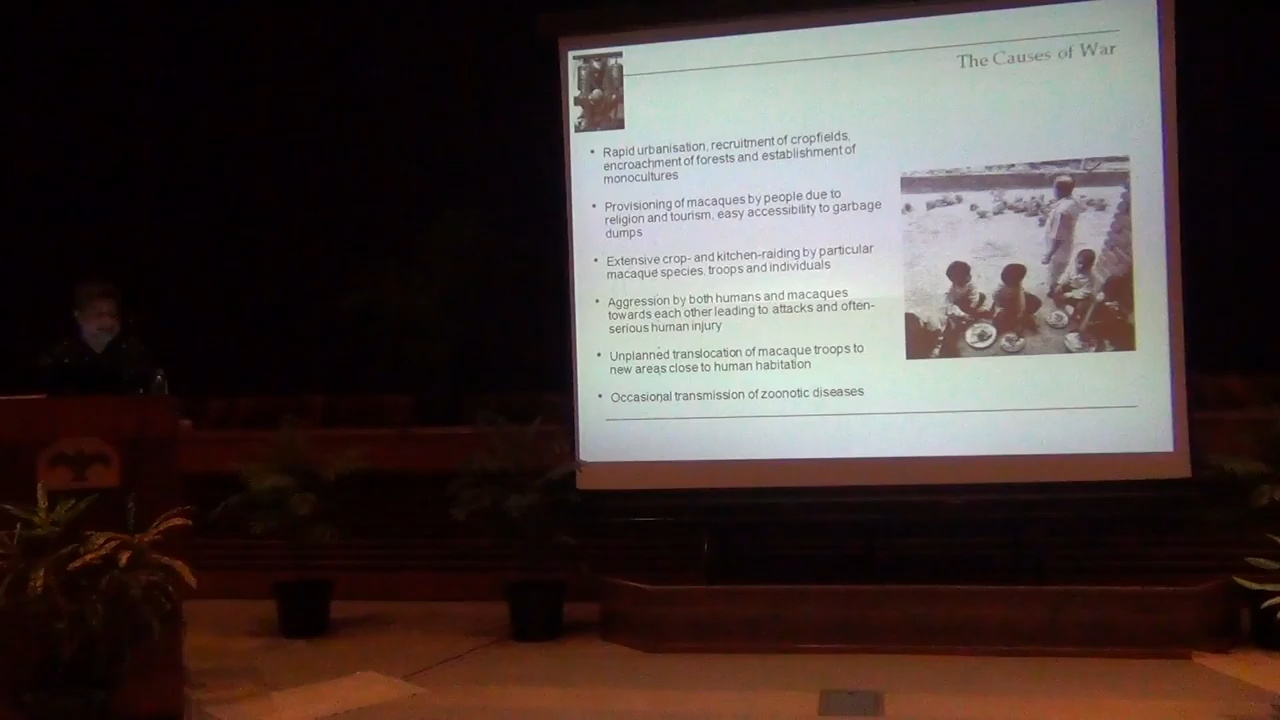 The Causes of War
• Rapid urbanisation, recruitment of cropfields,
encroachment of forests and establishment of
monocultures
• Provisioning of macaques by people due to
religion and tourism, easy accessibility to garbage
dumps
• Extensive crop- and kitchen-raiding by particular
macaque species, troops and individuals
• Aggression by both humans and macaques
towards each other leading to attacks and often-
serious human injury
• Unplanned translocation of macaque troops to
new areas close to human habitation
• Occasional transmission of zoonotic diseases